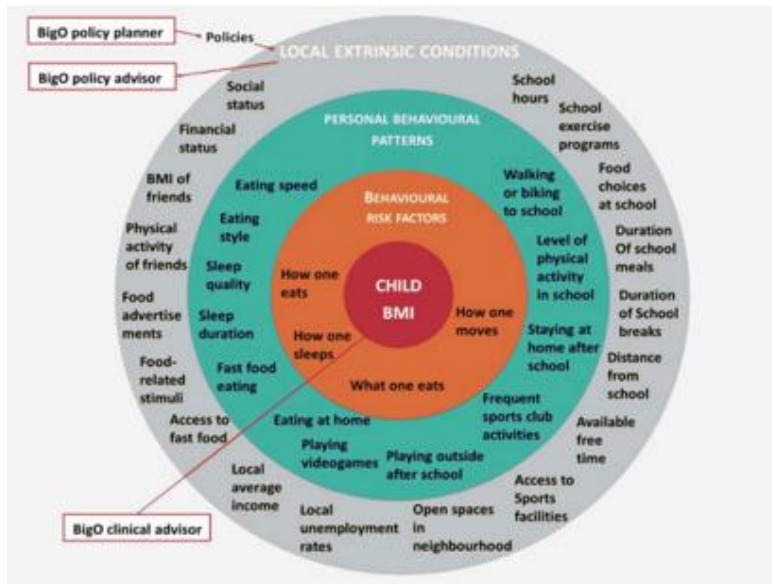 BigO policy planner
Policies
LOCAL EXTRINSIC CONDITIONS
BigO policy advisor
Social
status
School
hours
Financial
status
PERSONAL BEHAVIOURAL
PATTERNS
School
exercise
programs
BMI of
friends
Eating speed
BEHAVIOURAL
RISK FACTORS
Walking
or biking
to school
Food
choices
at school
Physical
activity
of friends
Eating
style
Level of
physical
activity
in school
Duration
Of school
meals
Sleep
quality
How one
eats
CHILD
BMI
How one
moves
Food
advertise
ments
Sleep
duration
How one
sleeps
Staying at
home after
school
Duration
of School
breaks
Food-
related
stimuli
Fast food
eating
What one eats
Frequent
sports club
activities
Distance
from
school
Access to
fast food
Eating at home
Playing
videogames
Playing outside
after school
Available
free
time
Local
average
income
Local
unemployment
rates
Open spaces
in
neighbourhood
Access to
Sports
facilities
BigO clinical advisor